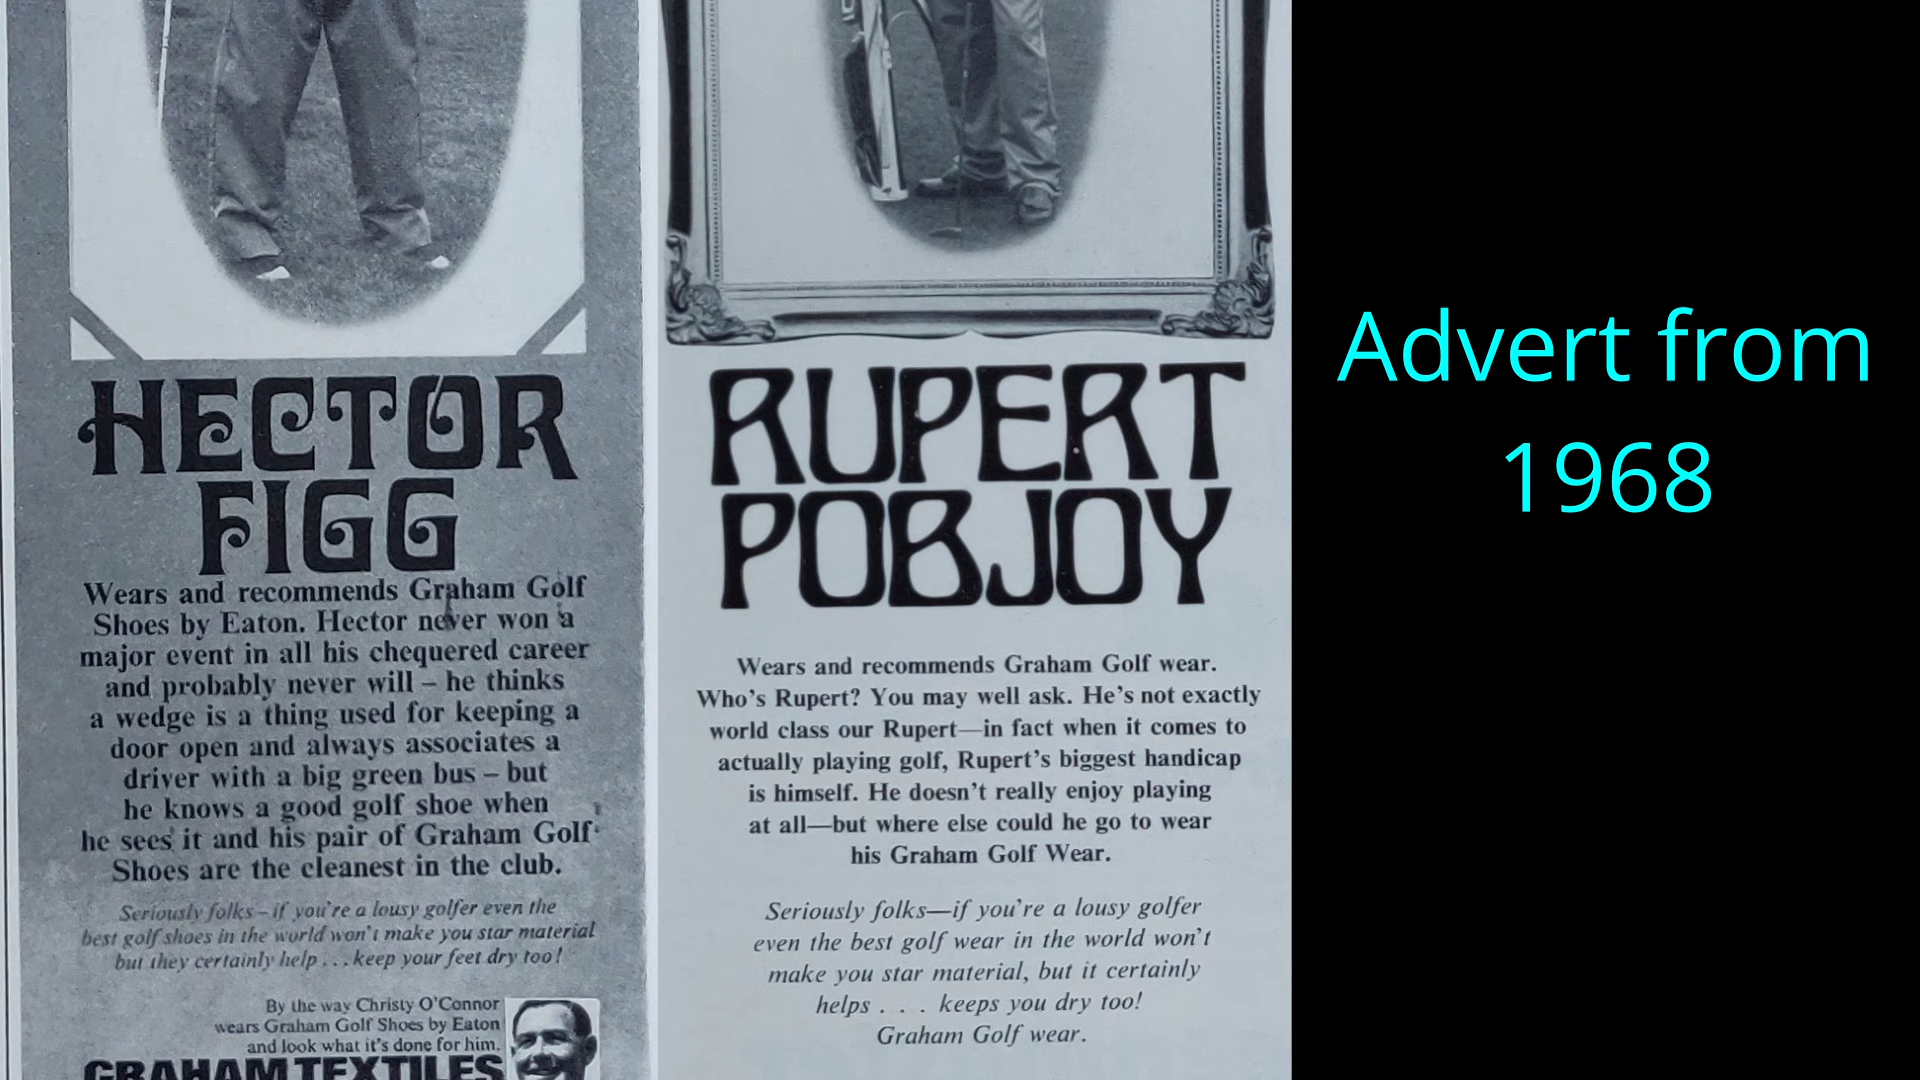 HECTOR
FIGG
Wears and recommends Graham Golf
Shoes by Eaton. Hector never won a
major event in all his chequered career
and probably never will – he thinks
a wedge is a thing used for keeping a
door open and always associates a
driver with a big green bus – but
he knows a good golf shoe when
he sees it and his pair of Graham Golf
Shoes are the cleanest in the club.
Seriously folks – if you're a lousy golfer even the
best golf shoes in the world won't make you star material
but they certainly help . . . keep your feet dry too!
By the way Christy O'Connor
wears Graham Golf Shoes by Eaton
and look what it's done for him.
GRAHAM TEXTILES
RUPERT
POBJOY
Wears and recommends Graham Golf wear.
Who's Rupert? You may well ask. He's not exactly
world class our Rupert—in fact when it comes to
actually playing golf, Rupert's biggest handicap
is himself. He doesn't really enjoy playing
at all—but where else could he go to wear
his Graham Golf Wear.
Seriously folks—if you're a lousy golfer
even the best golf wear in the world won't
make you star material, but it certainly
helps . . . . keeps you dry too!
Graham Golf wear.
Advert from
1968